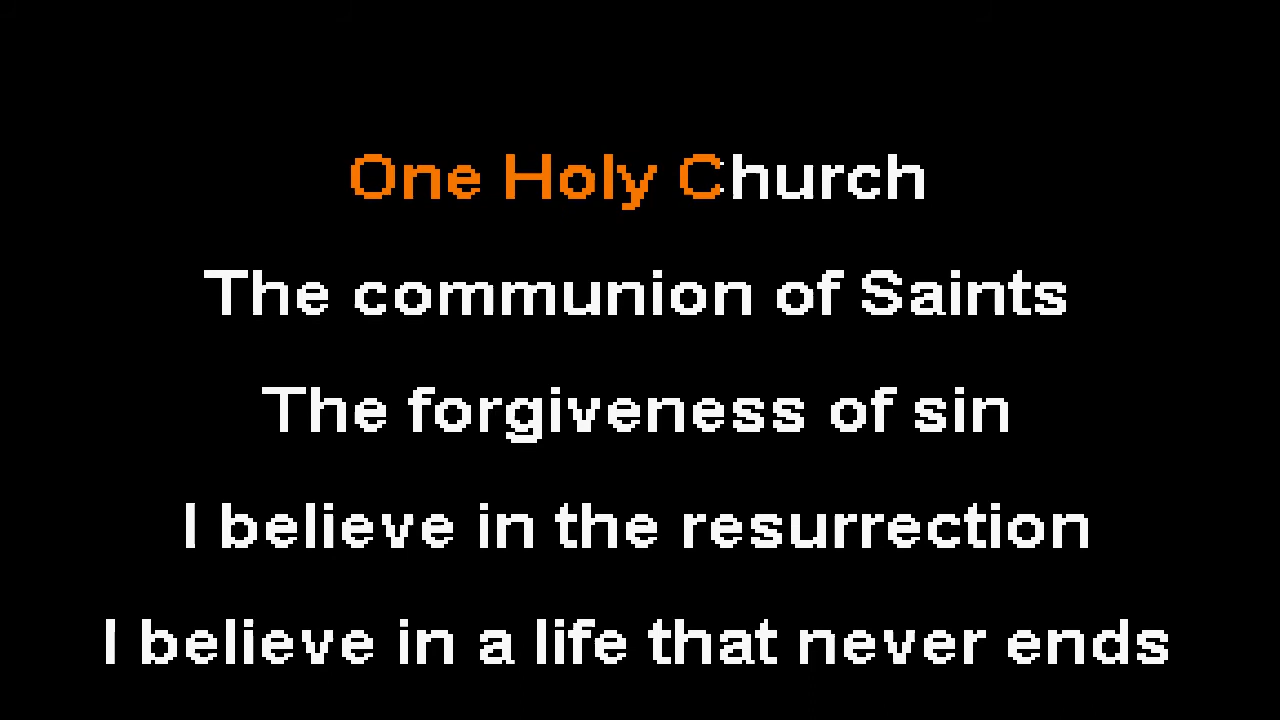 One Holy Church
The communion of Saints
The forgiveness of sin
I believe in the resurrection
I believe in a life that never ends